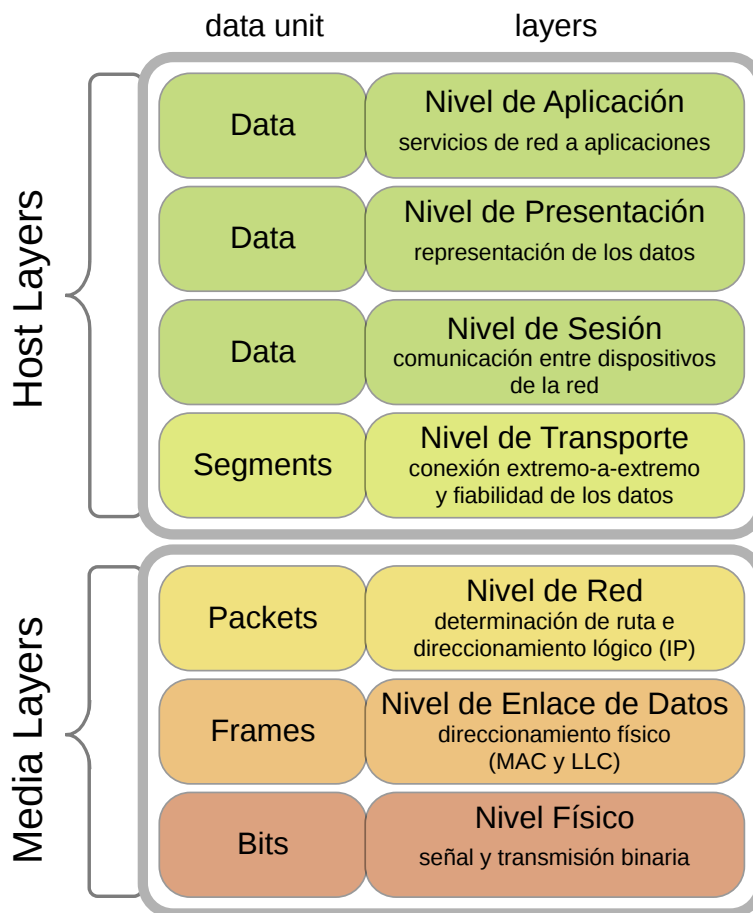 data unit
layers
Host Layers
Data
Nivel de Aplicación
servicios de red a aplicaciones
Data
Nivel de Presentación
representación de los datos
Data
Nivel de Sesión
comunicación entre dispositivos
de la red
Segments
Nivel de Transporte
conexión extremo-a-extremo
y fiabilidad de los datos
Media Layers
Packets
Nivel de Red
determinación de ruta e
direccionamiento lógico (IP)
Frames
Nivel de Enlace de Datos
direccionamiento físico
(MAC y LLC)
Bits
Nivel Físico
señal y transmisión binaria